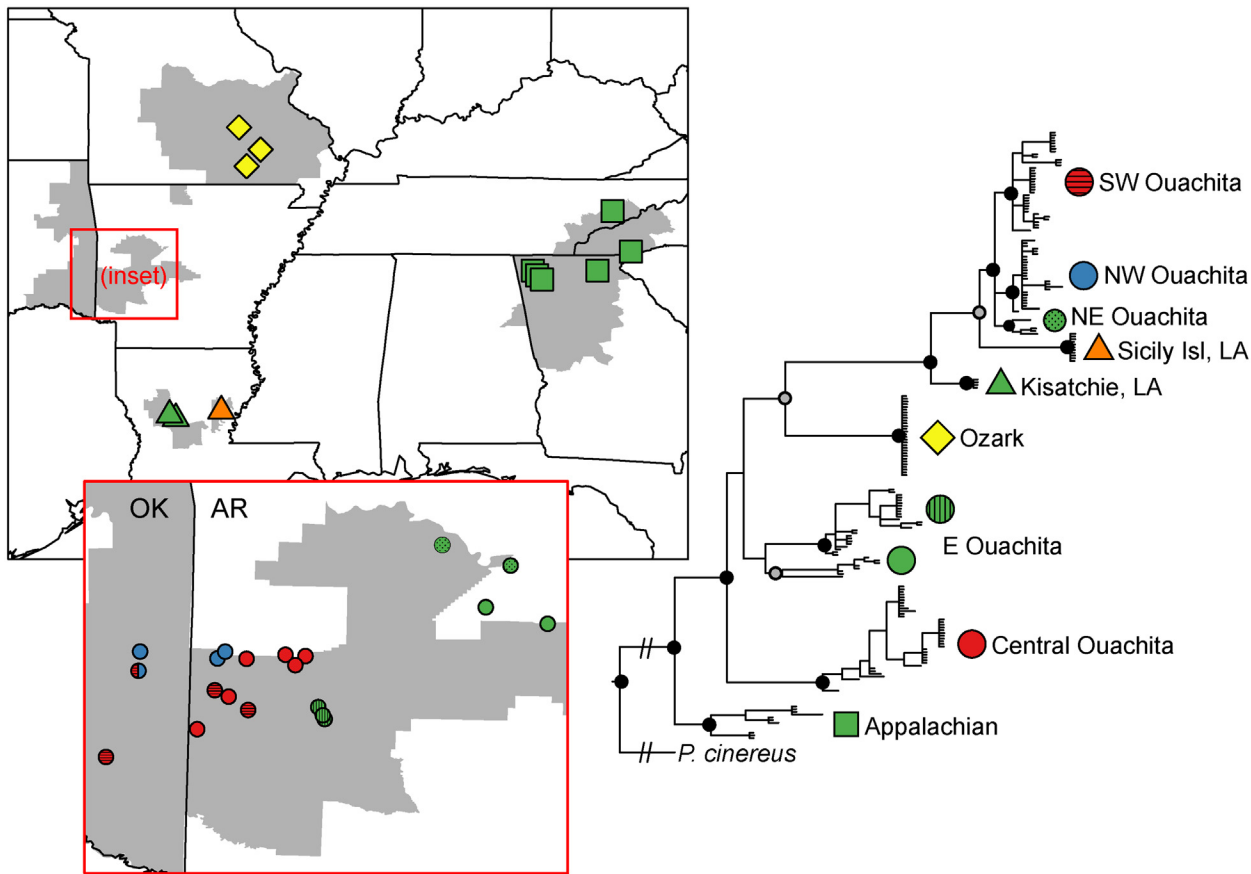 (inset)
OK
AR
SW Ouachita
NW Ouachita
NE Ouachita
Sicily Isl, LA
Kisatchie, LA
Ozark
E Ouachita
Central Ouachita
Appalachian
P. cinereus